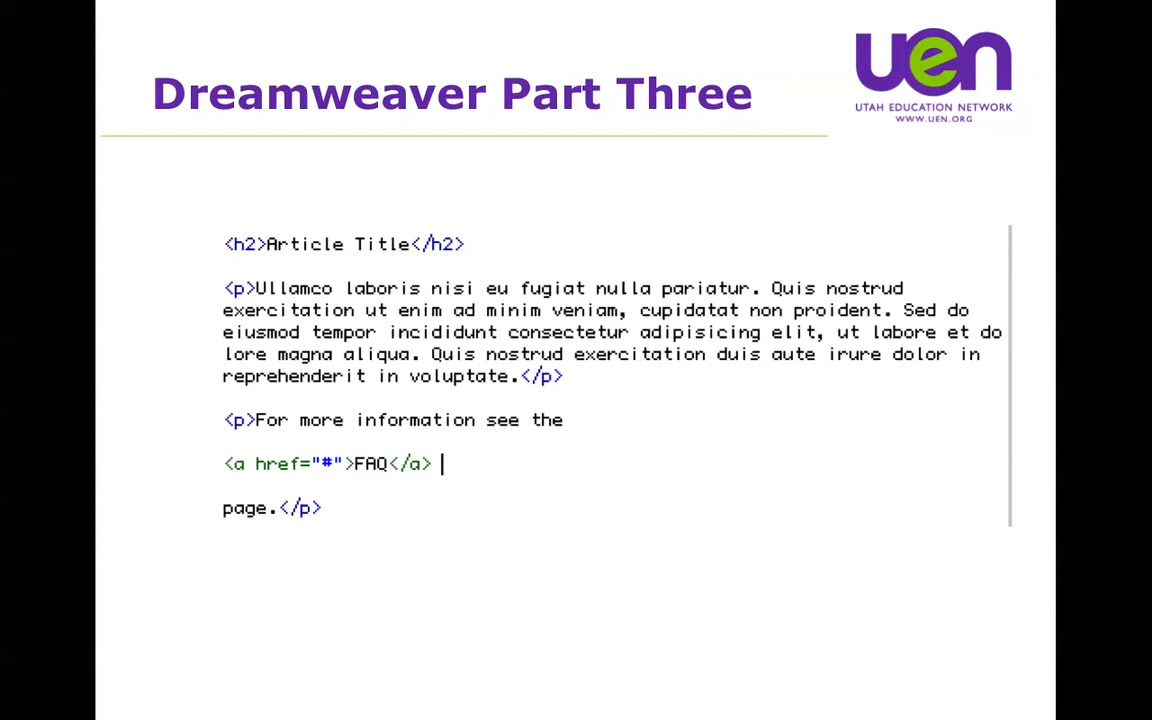 Dreamweaver Part Three
uen
UTAH EDUCATION NETWORK
WWW.UEN.ORG
<h2>Article Title</h2>
<p>Ullamco laboris nisi eu fugiat nulla pariatur. Quis nostrud
exercitation ut enim ad minim veniam, cupidatat non proident. Sed do
eiusmod tempor incididunt consectetur adipisicing elit, ut labore et do
lore magna aliqua. Quis nostrud exercitation duis aute irure dolor in
reprehenderit in voluptate.</p>
<p>For more information see the
<a href="#">FAQ</a>
page.</p>